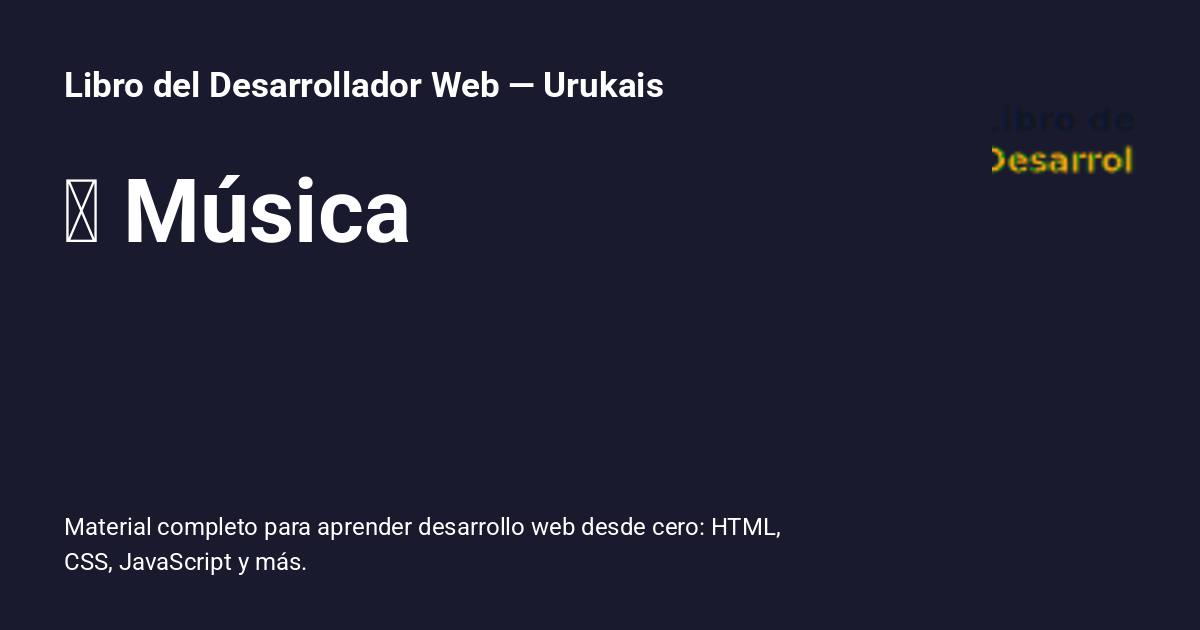 Libro del Desarrollador Web — Urukais
Libro de
Desarrol
Música
Material completo para aprender desarrollo web desde cero: HTML,
CSS, JavaScript y más.